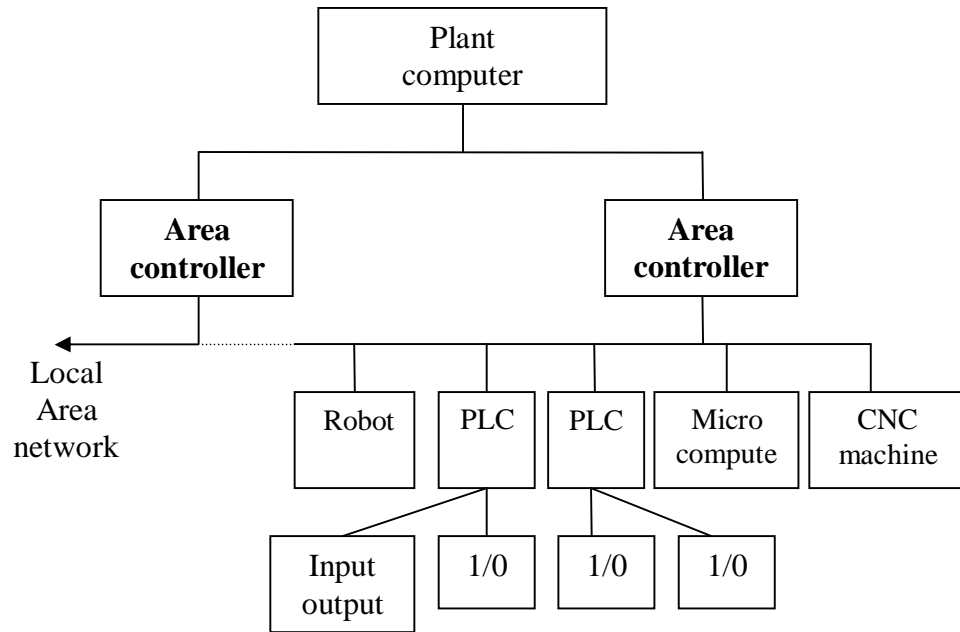 Plant
computer
Area
controller
Area
controller
Local
Area
network
Robot
PLC
PLC
Micro
compute
CNC
machine
Input
output
1/0
1/0
1/0